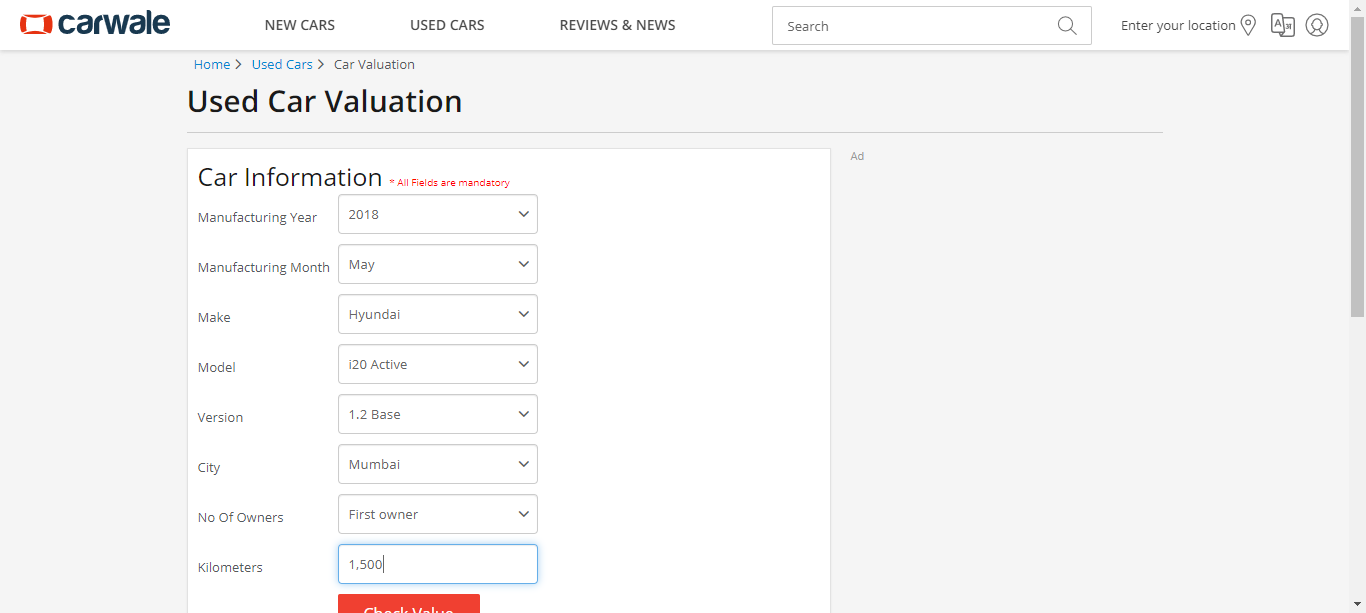 carwale NEW CARS USED CARS REVIEWS & NEWS Search Enter your location
Home > Used Cars > Car Valuation
Used Car Valuation
Ad
Car Information * All Fields are mandatory
Manufacturing Year 2018
Manufacturing Month May
Make Hyundai
Model i20 Active
Version 1.2 Base
City Mumbai
No Of Owners First owner
Kilometers 1,500
Check Value